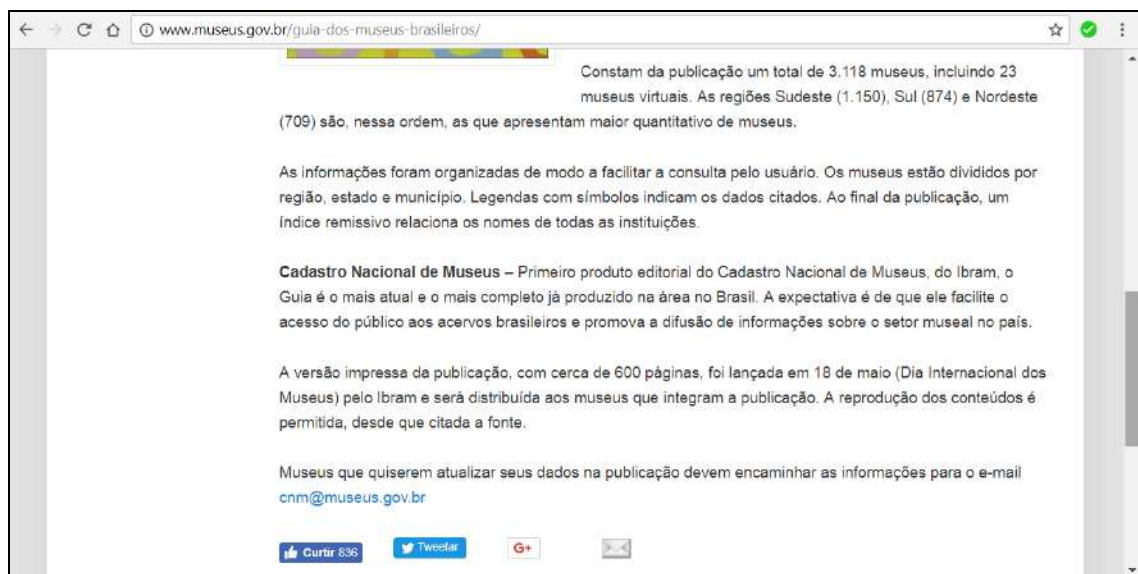 www.museus.gov.br/guia-dos-museus-brasileiros/
Constam da publicação um total de 3.118 museus, incluindo 23
museus virtuais. As regiões Sudeste (1.150), Sul (874) e Nordeste
(709) são, nessa ordem, as que apresentam maior quantitativo de museus.
As informações foram organizadas de modo a facilitar a consulta pelo usuário. Os museus estão divididos por
região, estado e município. Legendas com símbolos indicam os dados citados. Ao final da publicação, um
índice remissivo relaciona os nomes de todas as instituições.
Cadastro Nacional de Museus – Primeiro produto editorial do Cadastro Nacional de Museus, do Ibram, o
Guia é o mais atual e o mais completo já produzido na área no Brasil. A expectativa é de que ele facilite o
acesso do público aos acervos brasileiros e promova a difusão de informações sobre o setor museal no país.
A versão impressa da publicação, com cerca de 600 páginas, foi lançada em 18 de maio (Dia Internacional dos
Museus) pelo Ibram e será distribuída aos museus que integram a publicação. A reprodução dos conteúdos é
permitida, desde que citada a fonte.
Museus que quiserem atualizar seus dados na publicação devem encaminhar as informações para o e-mail
cnm@museus.gov.br
Curtir 836 Tweetar G+